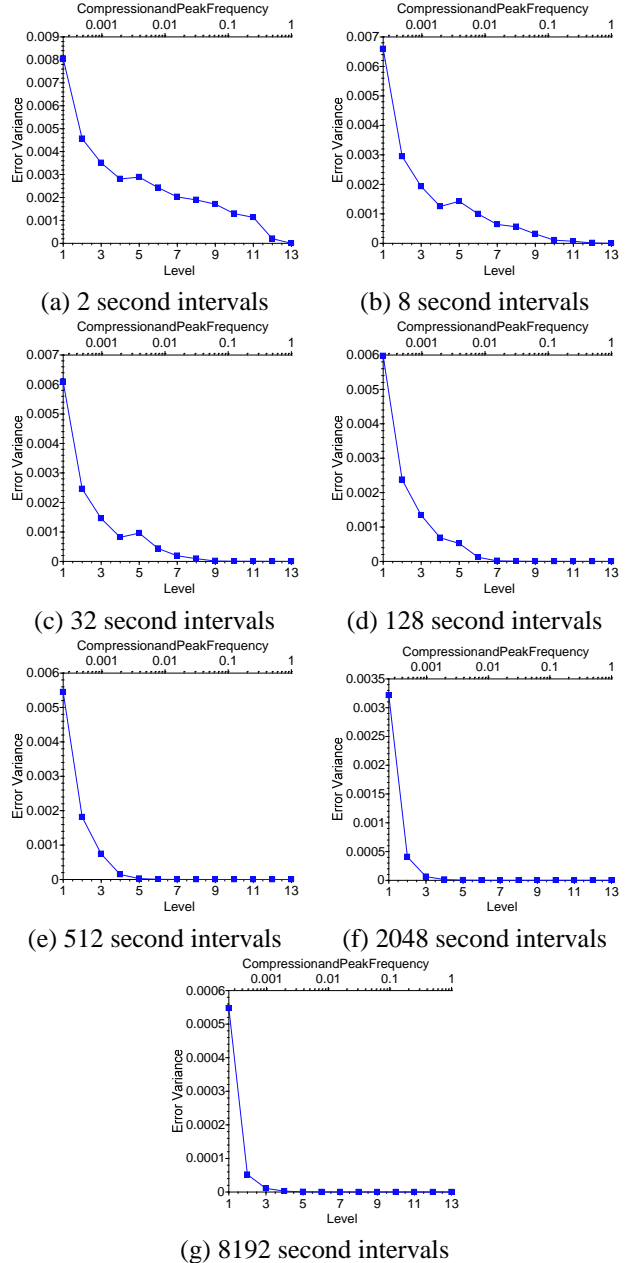 CompressionandPeakFrequency
0.001 0.01 0.1 1
0.009
0.008
0.007
0.006
0.005
0.004
0.003
0.002
0.001
0
Error Variance
1 3 5 7 9 11 13
Level
(a) 2 second intervals
CompressionandPeakFrequency
0.001 0.01 0.1 1
0.007
0.006
0.005
0.004
0.003
0.002
0.001
0
Error Variance
1 3 5 7 9 11 13
Level
(b) 8 second intervals
CompressionandPeakFrequency
0.001 0.01 0.1 1
0.007
0.006
0.005
0.004
0.003
0.002
0.001
0
Error Variance
1 3 5 7 9 11 13
Level
(c) 32 second intervals
CompressionandPeakFrequency
0.001 0.01 0.1 1
0.006
0.005
0.004
0.003
0.002
0.001
0
Error Variance
1 3 5 7 9 11 13
Level
(d) 128 second intervals
CompressionandPeakFrequency
0.001 0.01 0.1 1
0.006
0.005
0.004
0.003
0.002
0.001
0
Error Variance
1 3 5 7 9 11 13
Level
(e) 512 second intervals
CompressionandPeakFrequency
0.001 0.01 0.1 1
0.0035
0.003
0.0025
0.002
0.0015
0.001
0.0005
0
Error Variance
1 3 5 7 9 11 13
Level
(f) 2048 second intervals
CompressionandPeakFrequency
0.001 0.01 0.1 1
0.0006
0.0005
0.0004
0.0003
0.0002
0.0001
0
Error Variance
1 3 5 7 9 11 13
Level
(g) 8192 second intervals